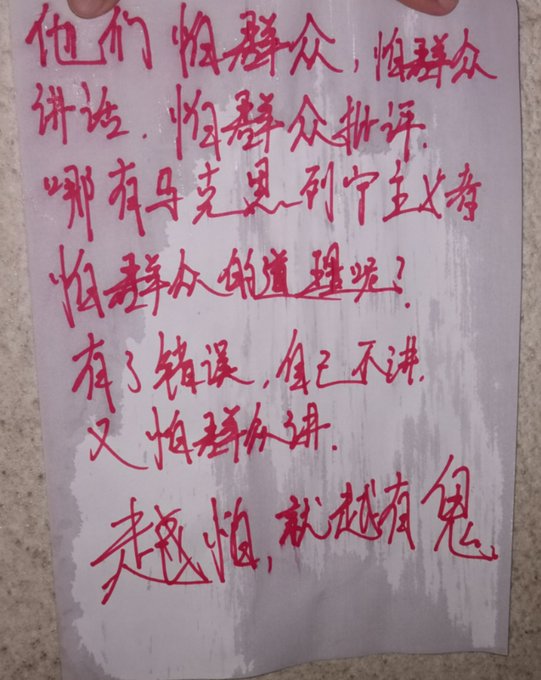 他们怕群众，怕群众
讲话，怕群众批评。
哪有马克思列宁主义者
怕群众的道理呢？
有了错误，自己不讲，
又怕群众讲。
越怕，就越有鬼。